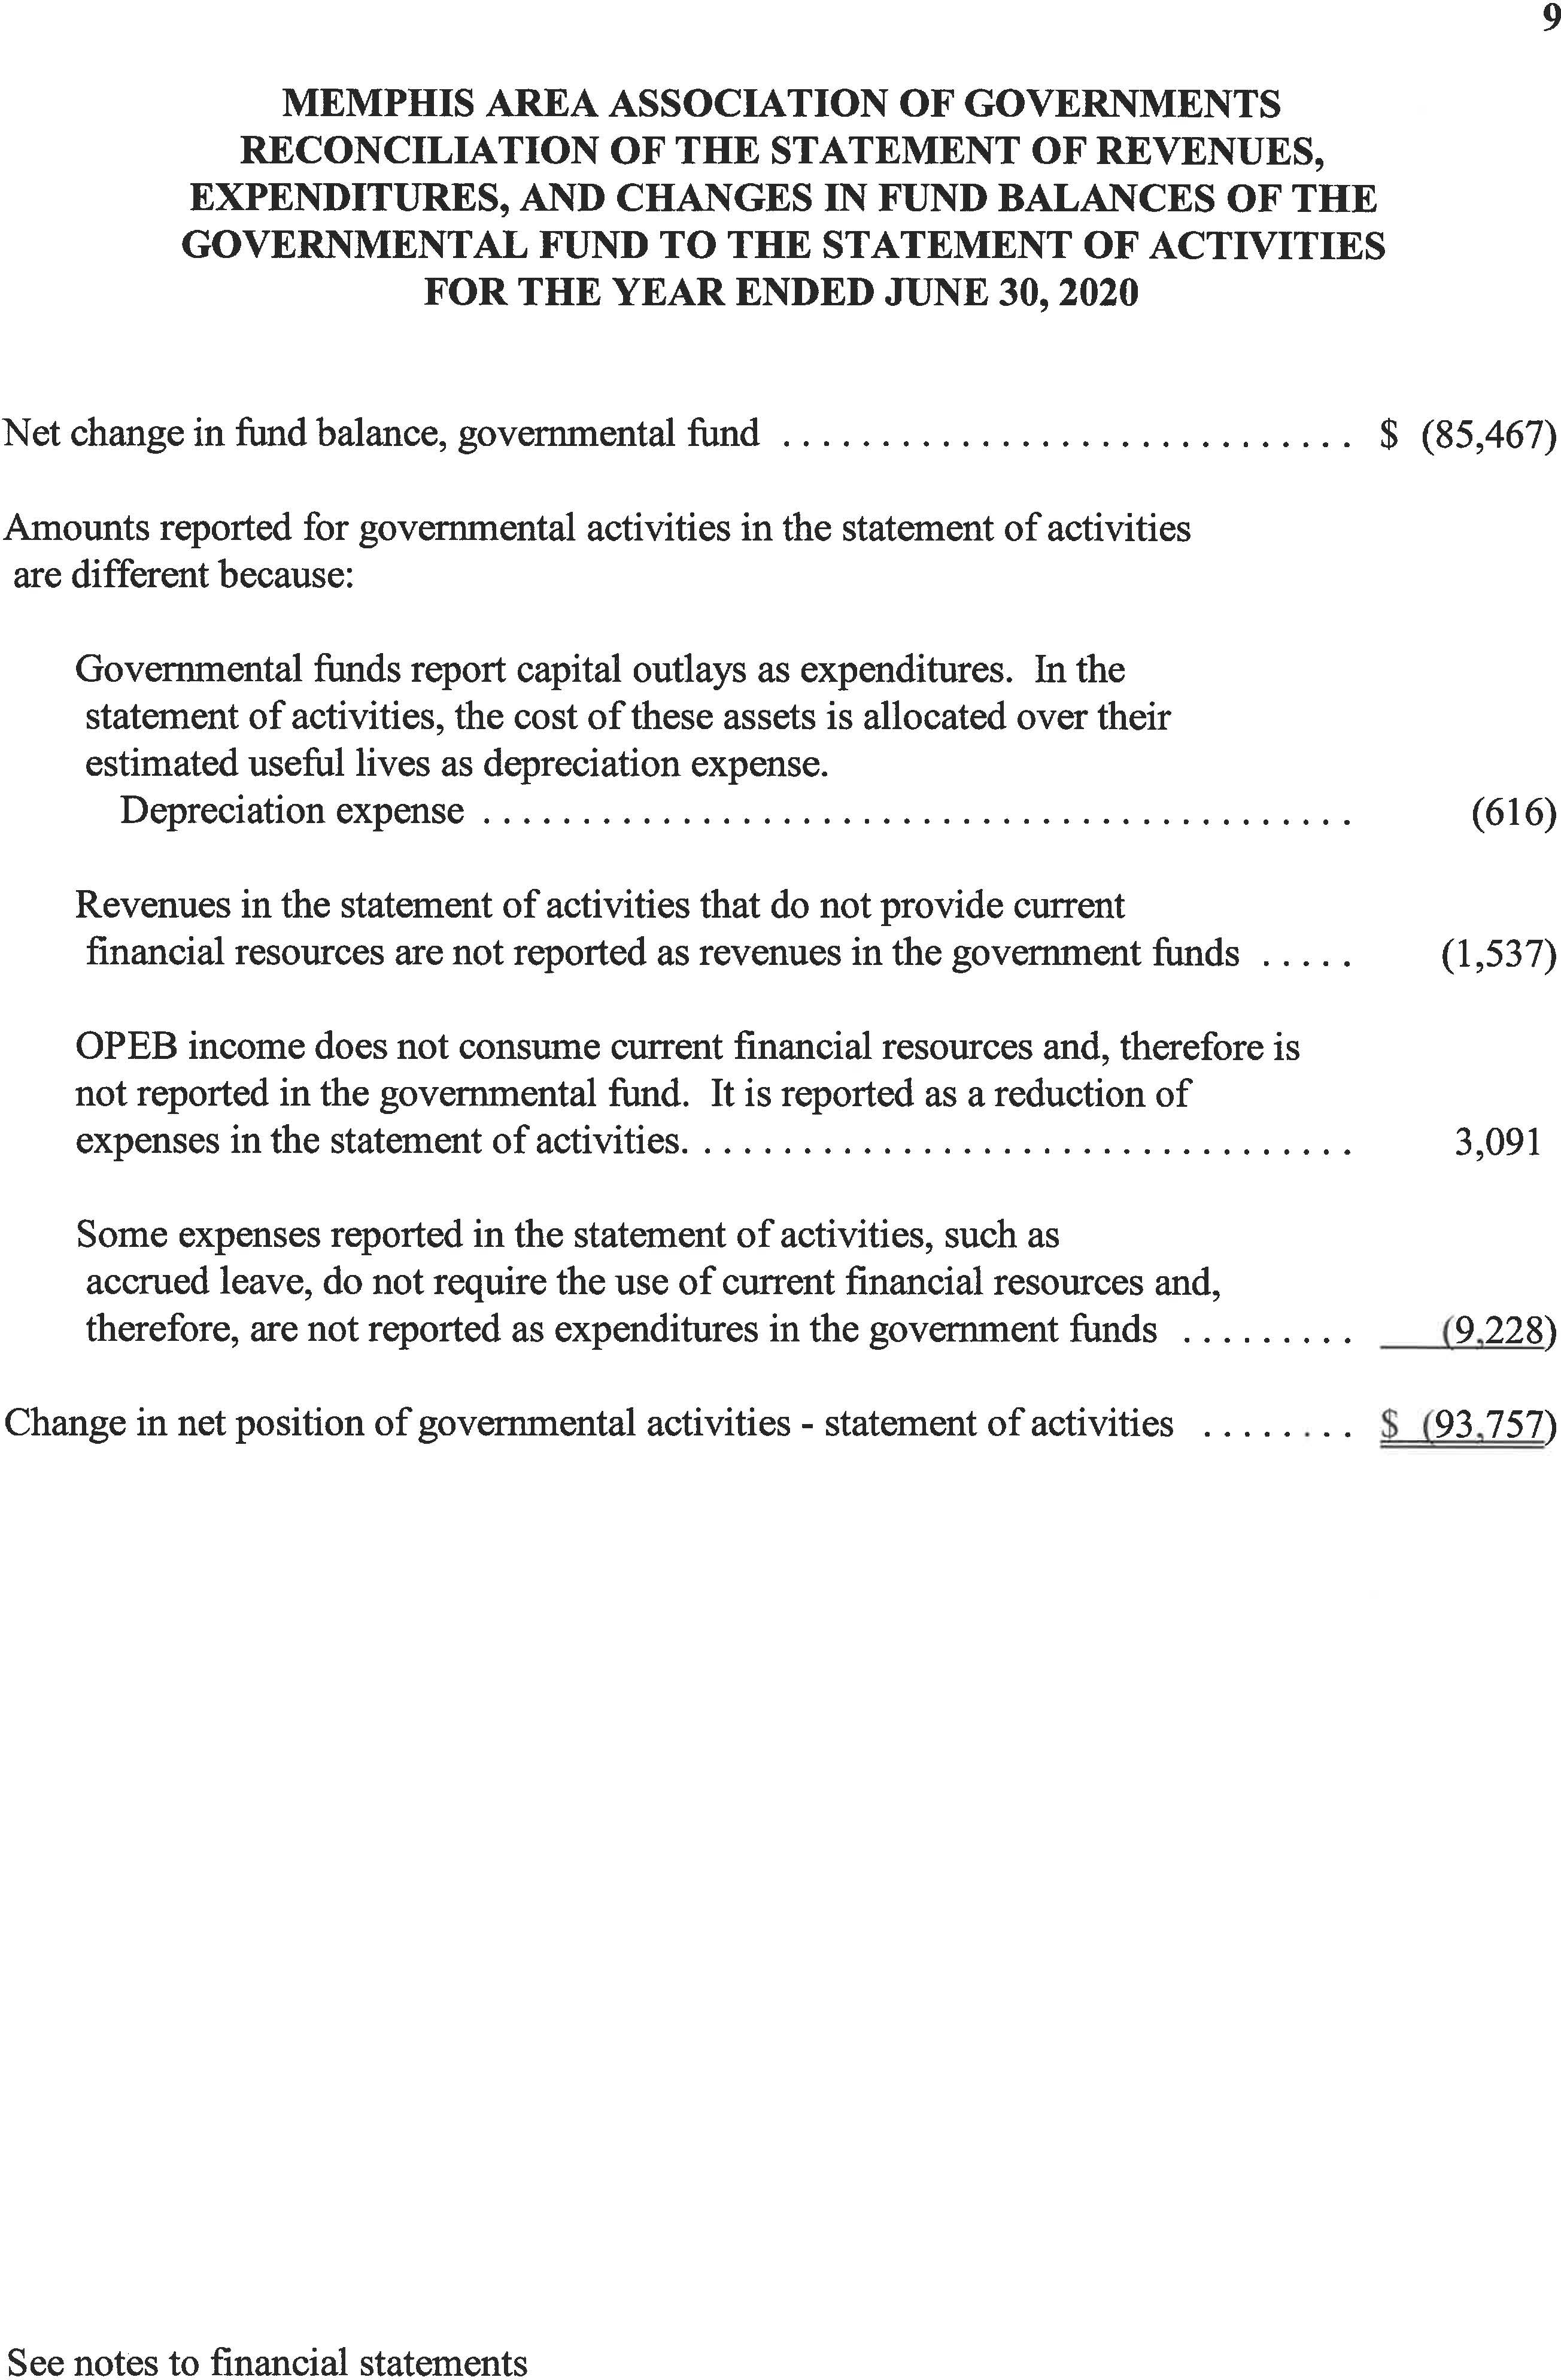 9
MEMPHIS AREA ASSOCIATION OF GOVERNMENTS
RECONCILIATION OF THE STATEMENT OF REVENUES,
EXPENDITURES, AND CHANGES IN FUND BALANCES OF THE
GOVERNMENTAL FUND TO THE STATEMENT OF ACTIVITIES
FOR THE YEAR ENDED JUNE 30, 2020
Net change in fund balance, governmental fund ............................ $ (85,467)
Amounts reported for governmental activities in the statement of activities
are different because:
Governmental funds report capital outlays as expenditures. In the
statement of activities, the cost of these assets is allocated over their
estimated useful lives as depreciation expense.
Depreciation expense ........................................... (616)
Revenues in the statement of activities that do not provide current
financial resources are not reported as revenues in the government funds ..... (1,537)
OPEB income does not consume current financial resources and, therefore is
not reported in the governmental fund. It is reported as a reduction of
expenses in the statement of activities. ................................ 3,091
Some expenses reported in the statement of activities, such as
accrued leave, do not require the use of current financial resources and,
therefore, are not reported as expenditures in the government funds ......... (9,228)
Change in net position of governmental activities - statement of activities ........ $ (93,757)
See notes to financial statements